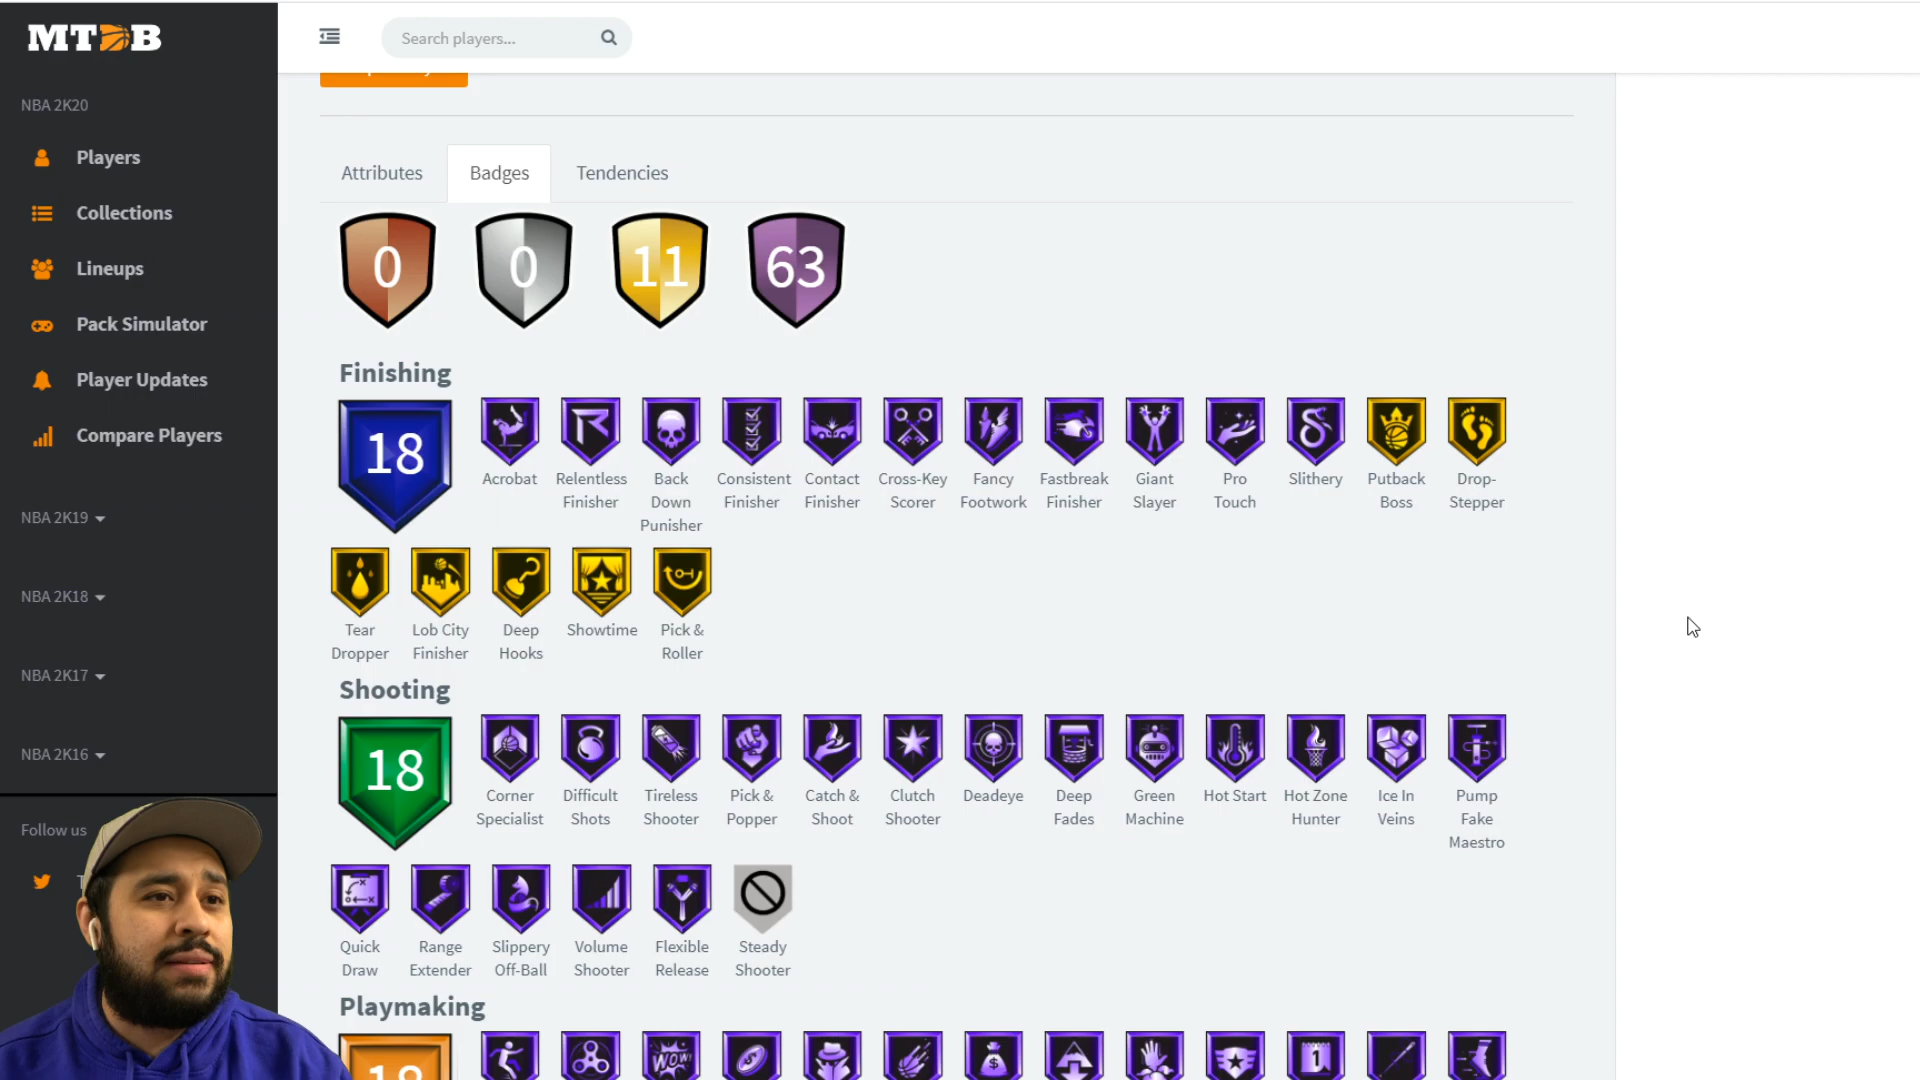 MTDB
Search players...
NBA 2K20
Players
Collections
Lineups
Pack Simulator
Player Updates
Compare Players
NBA 2K19
NBA 2K18
NBA 2K17
NBA 2K16
Follow us
Attributes
Badges
Tendencies
0
0
11
63
Finishing
18
Acrobat
Relentless
Finisher
Back
Down
Punisher
Consistent
Finisher
Contact
Finisher
Cross-Key
Scorer
Fancy
Footwork
Fastbreak
Finisher
Giant
Slayer
Pro
Touch
Slithery
Putback
Boss
Drop-
Stepper
Tear
Dropper
Lob City
Finisher
Deep
Hooks
Showtime
Pick &
Roller
Shooting
18
Corner
Specialist
Difficult
Shots
Tireless
Shooter
Pick &
Popper
Catch &
Shoot
Clutch
Shooter
Deadeye
Deep
Fades
Green
Machine
Hot Start
Hot Zone
Hunter
Ice In
Veins
Pump
Fake
Maestro
Quick
Draw
Range
Extender
Slippery
Off-Ball
Volume
Shooter
Flexible
Release
Steady
Shooter
Playmaking
WOW!
1